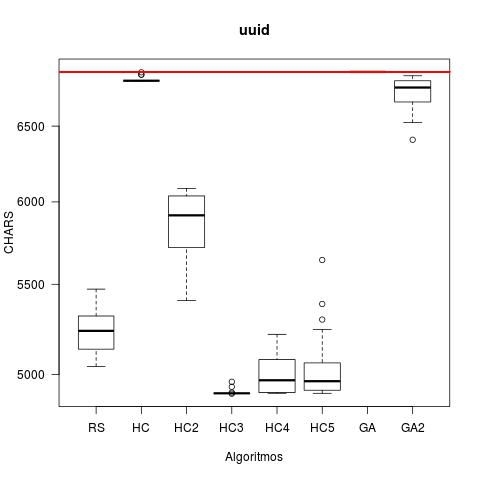 uuid
CHARS
6500
6000
5500
5000
RS HC HC2 HC3 HC4 HC5 GA GA2
Algoritmos